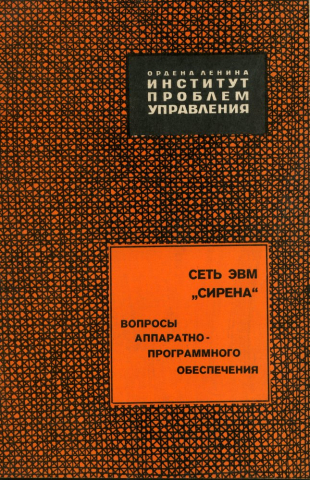 ОРДЕНА ЛЕНИНА
ИНСТИТУТ
ПРОБЛЕМ
УПРАВЛЕНИЯ
СЕТЬ ЭВМ
„СИРЕНА“
ВОПРОСЫ
АППАРАТНО-
ПРОГРАММНОГО
ОБЕСПЕЧЕНИЯ